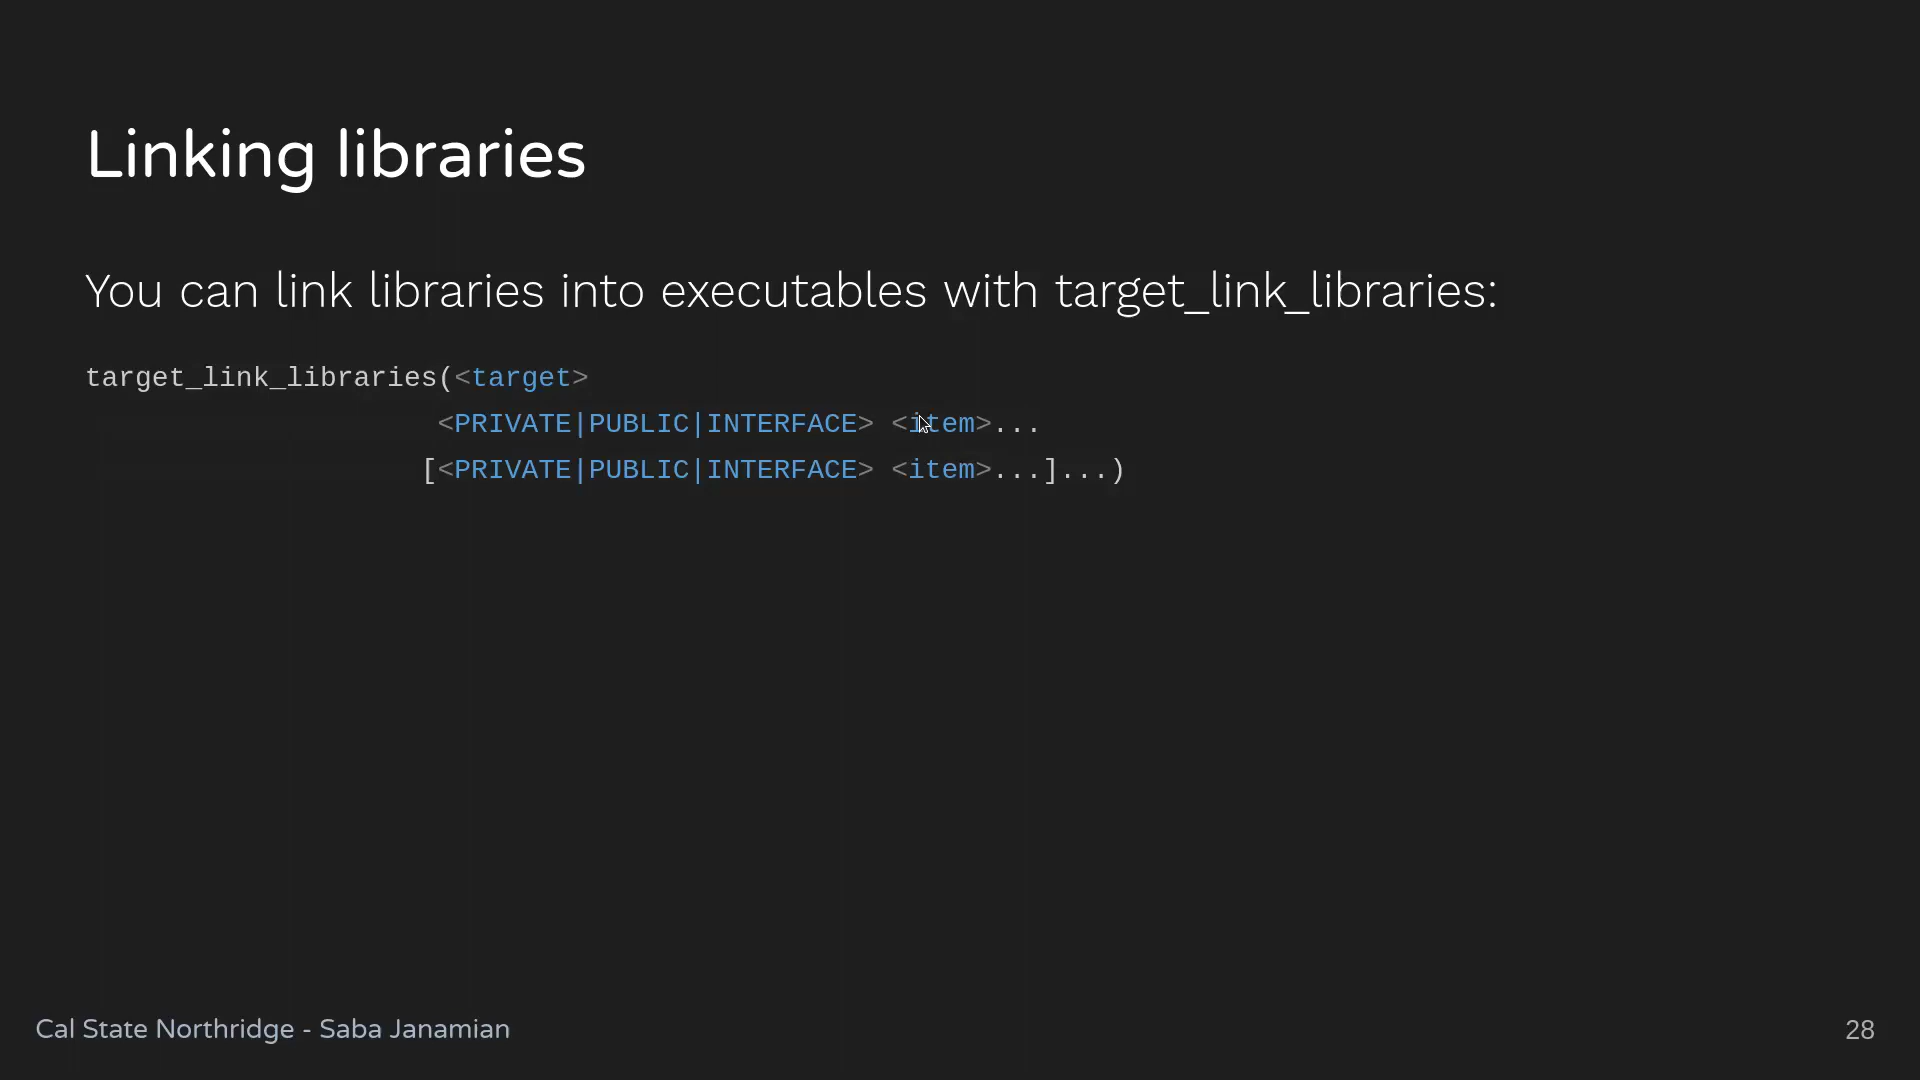 Linking libraries
You can link libraries into executables with target_link_libraries:
target_link_libraries(<target>
<PRIVATE|PUBLIC|INTERFACE> <item>...
[<PRIVATE|PUBLIC|INTERFACE> <item>...]...)
Cal State Northridge - Saba Janamian
28